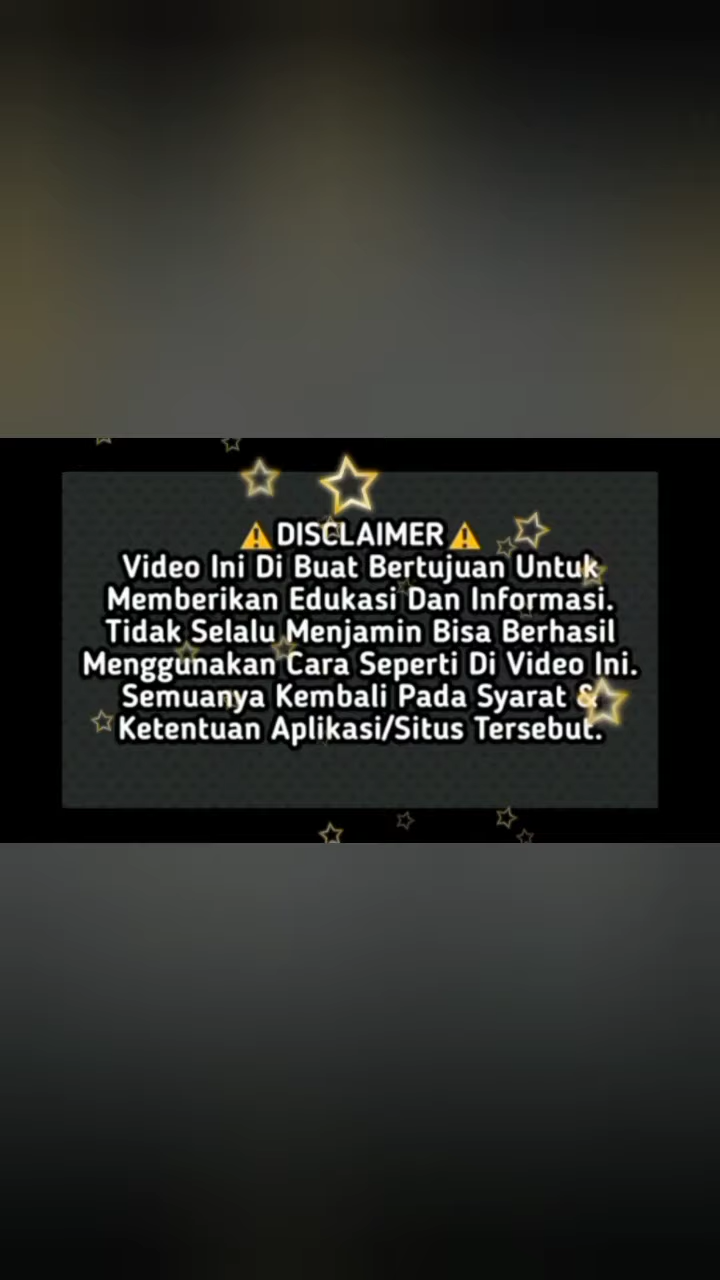 ⚠️DISCLAIMER⚠️
Video Ini Di Buat Bertujuan Untuk
Memberikan Edukasi Dan Informasi.
Tidak Selalu Menjamin Bisa Berhasil
Menggunakan Cara Seperti Di Video Ini.
Semuanya Kembali Pada Syarat &
Ketentuan Aplikasi/Situs Tersebut.